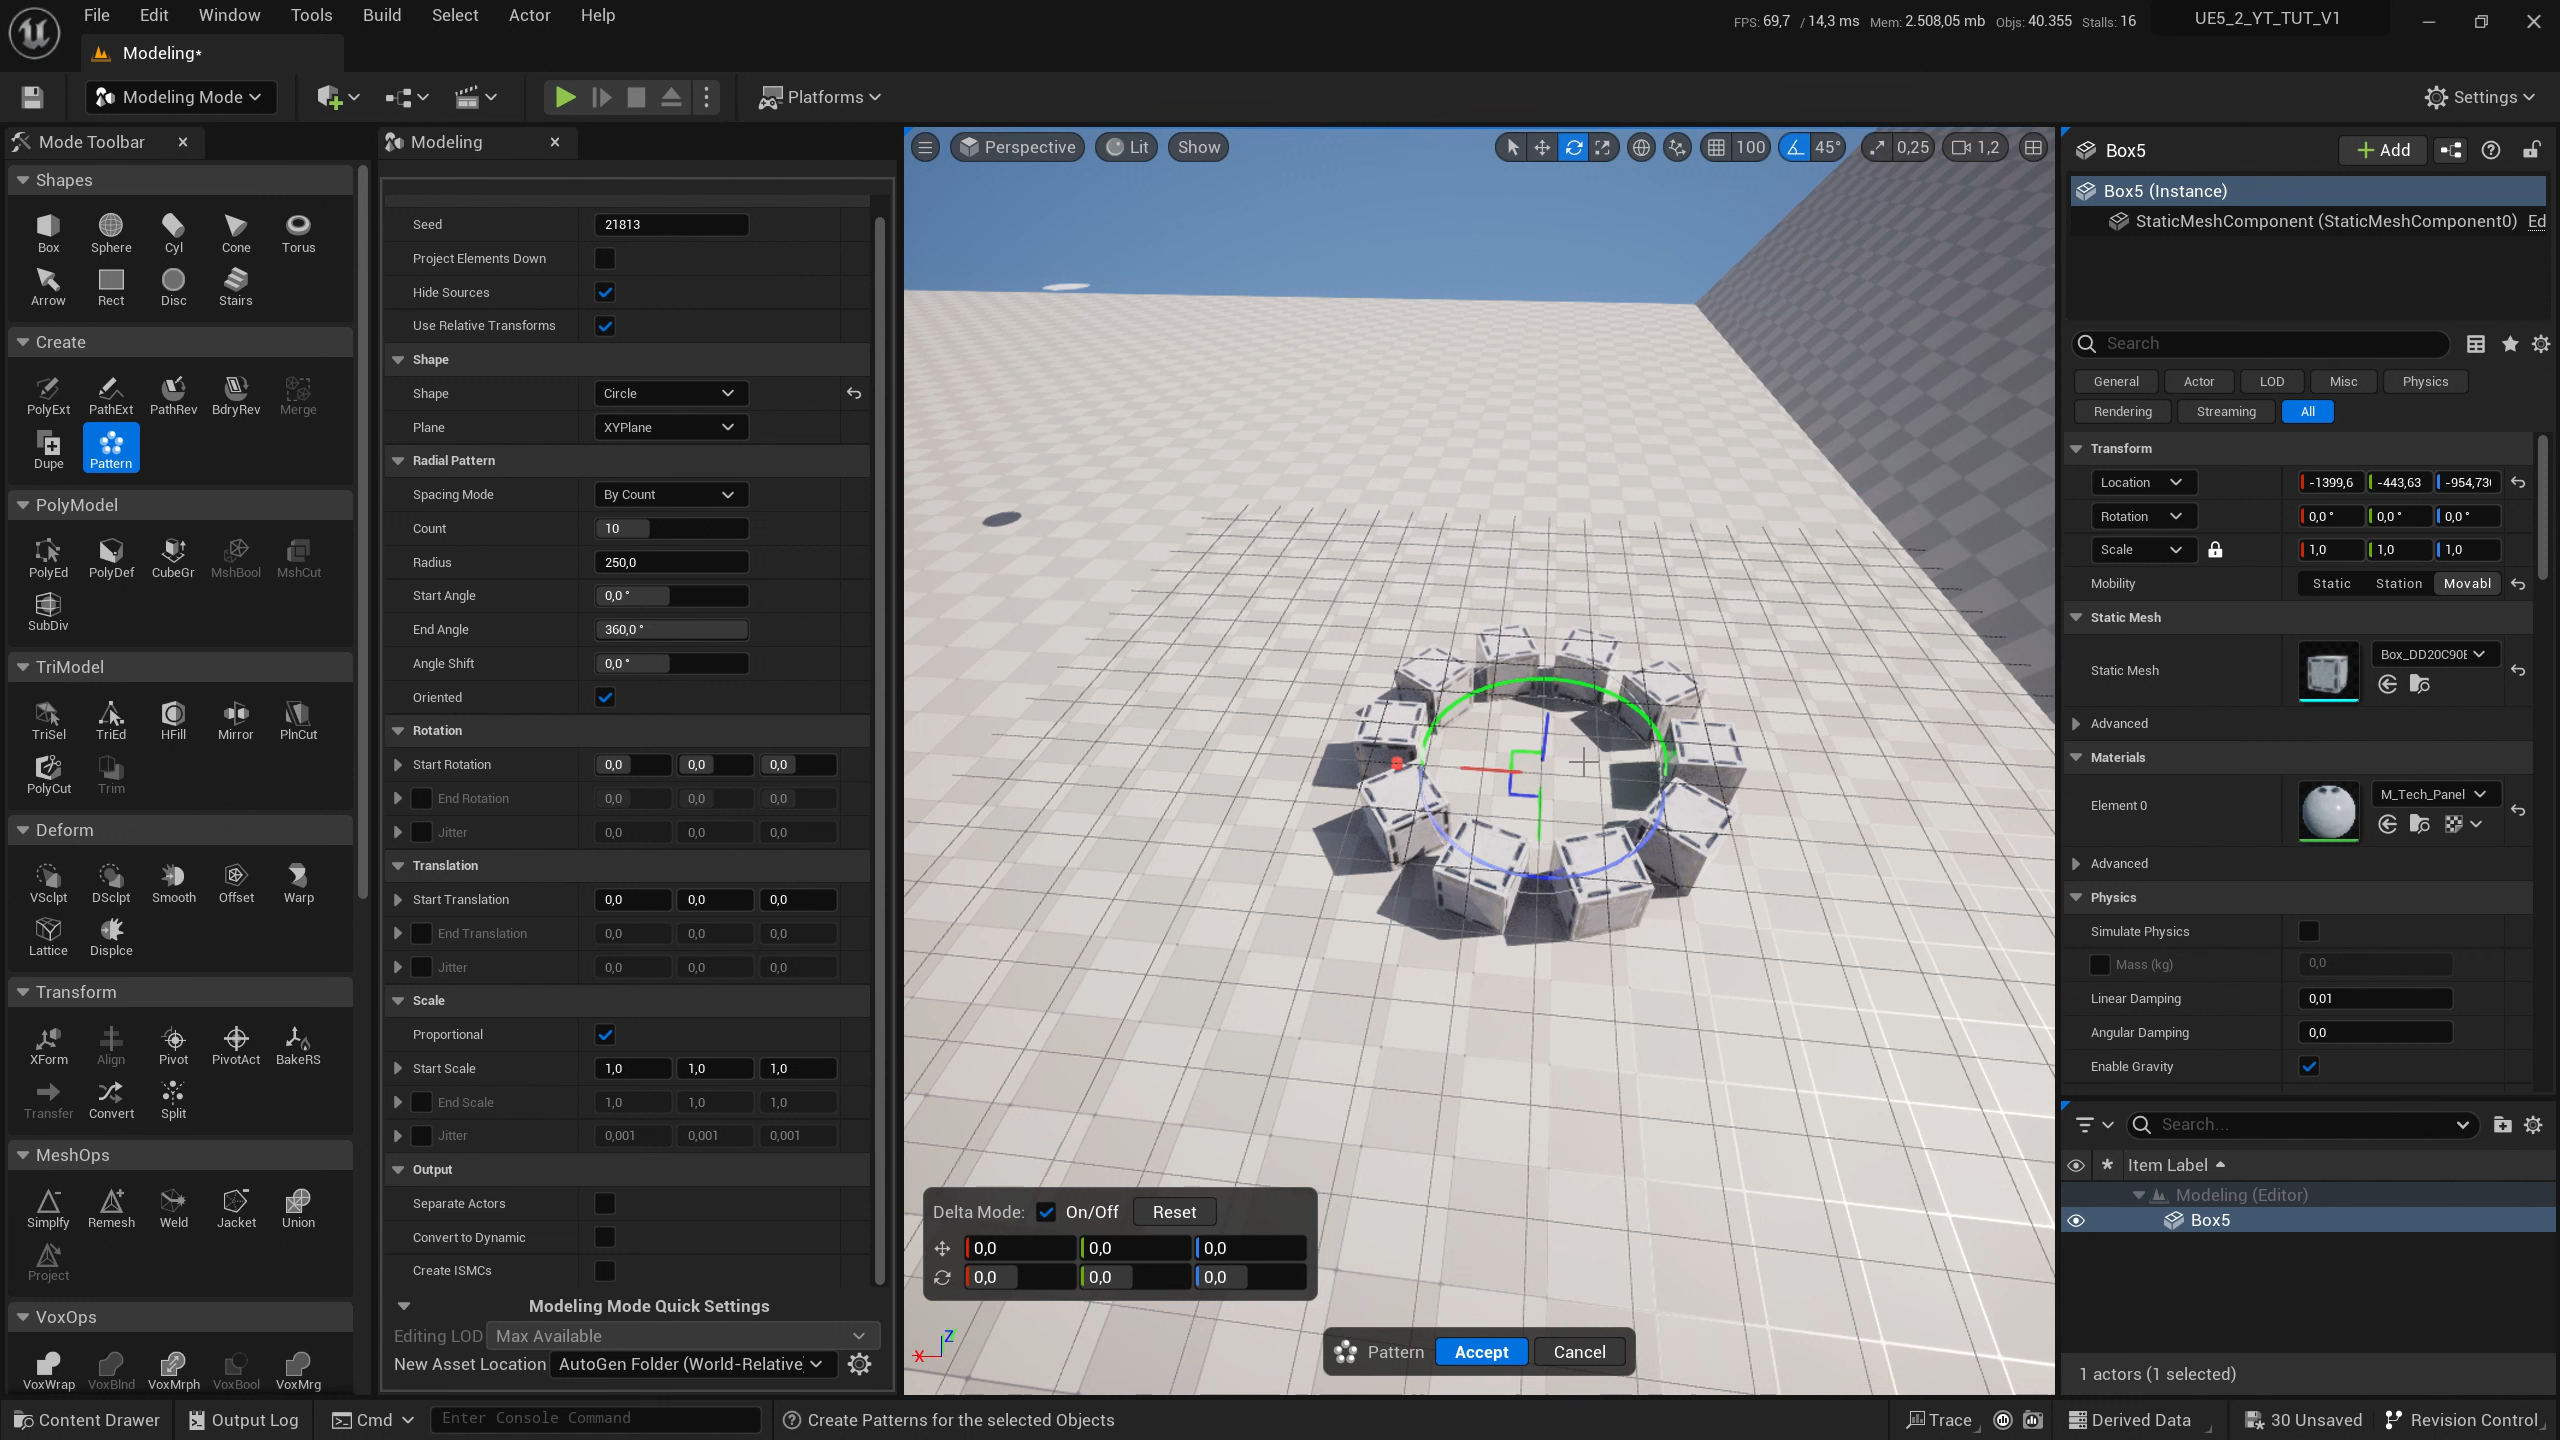 File Edit Window Tools Build Select Actor Help
FPS: 69,7 / 14,3 ms Mem: 2.508,05 mb Objs: 40.355 Stalls: 16
UE5_2_YT_TUT_V1
Modeling*
Modeling Mode
Platforms
Settings
Mode Toolbar
Shapes
Box Sphere Cyl Cone Torus
Arrow Rect Disc Stairs
Create
PolyExt PathExt PathRev BdryRev Merge
Dupe Pattern
PolyModel
PolyEd PolyDef CubeGr MshBool MshCut
SubDiv
TriModel
TriSel TriEd HFill Mirror PlnCut
PolyCut Trim
Deform
VSclpt DSclpt Smooth Offset Warp
Lattice Displce
Transform
XForm Align Pivot PivotAct BakeRS
Transfer Convert Split
MeshOps
Simplfy Remesh Weld Jacket Union
Project
VoxOps
VoxWrap VoxBlnd VoxMrph VoxBool VoxMrg
Modeling
Seed 21813
Project Elements Down
Hide Sources
Use Relative Transforms
Shape
Shape Circle
Plane XYPlane
Radial Pattern
Spacing Mode By Count
Count 10
Radius 250,0
Start Angle 0,0 °
End Angle 360,0 °
Angle Shift 0,0 °
Oriented
Rotation
Start Rotation 0,0 0,0 0,0
End Rotation 0,0 0,0 0,0
Jitter 0,0 0,0 0,0
Translation
Start Translation 0,0 0,0 0,0
End Translation 0,0 0,0 0,0
Jitter 0,0 0,0 0,0
Scale
Proportional
Start Scale 1,0 1,0 1,0
End Scale 1,0 1,0 1,0
Jitter 0,001 0,001 0,001
Output
Separate Actors
Convert to Dynamic
Create ISMCs
Modeling Mode Quick Settings
Editing LOD Max Available
New Asset Location AutoGen Folder (World-Relative)
Perspective Lit Show
100 45° 0,25 1,2
Delta Mode: On/Off Reset
0,0 0,0 0,0
0,0 0,0 0,0
Z
X
Pattern Accept Cancel
Box5
Add
Box5 (Instance)
StaticMeshComponent (StaticMeshComponent0) Ed
Search
General Actor LOD Misc Physics
Rendering Streaming All
Transform
Location -1399,6 -443,63 -954,73
Rotation 0,0 ° 0,0 ° 0,0 °
Scale 1,0 1,0 1,0
Mobility Static Station Movabl
Static Mesh
Static Mesh Box_DD20C90E
Advanced
Materials
Element 0 M_Tech_Panel
Advanced
Physics
Simulate Physics
Mass (kg) 0,0
Linear Damping 0,01
Angular Damping 0,0
Enable Gravity
Search...
Item Label
Modeling (Editor)
Box5
1 actors (1 selected)
Content Drawer Output Log Cmd Enter Console Command Create Patterns for the selected Objects
Trace Derived Data 30 Unsaved Revision Control